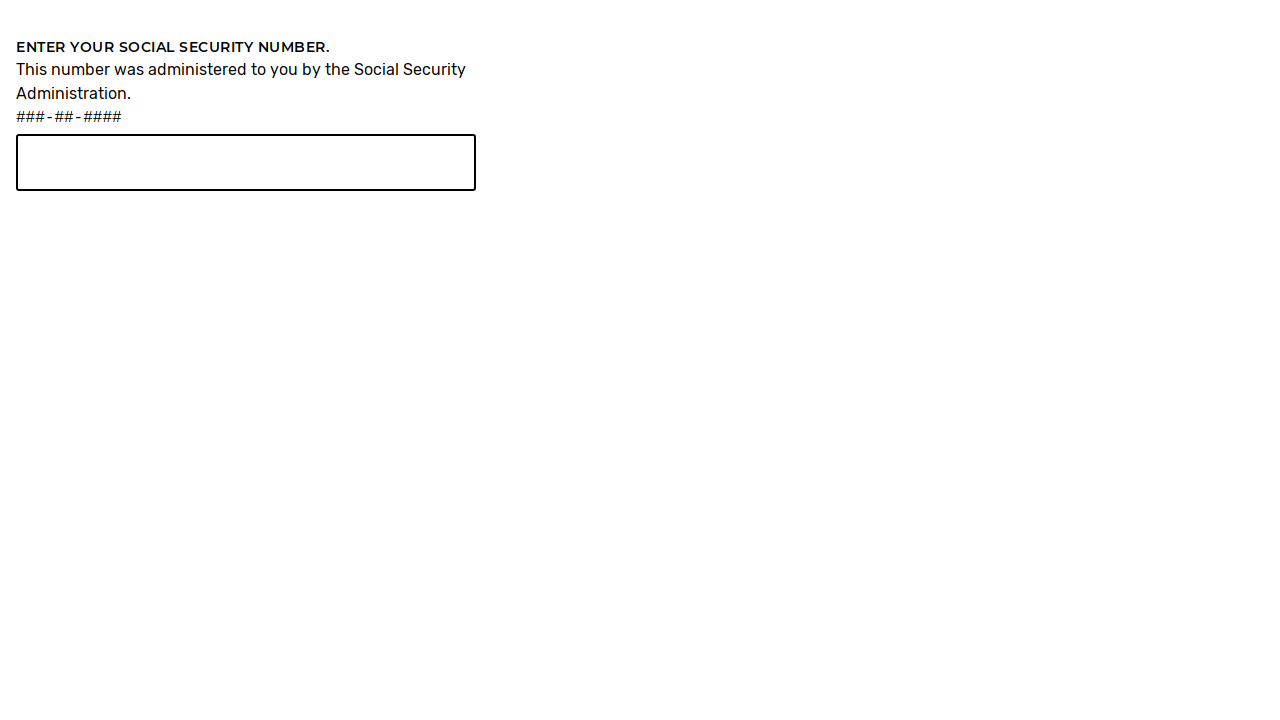 ENTER YOUR SOCIAL SECURITY NUMBER.
This number was administered to you by the Social Security
Administration.
###-##-####